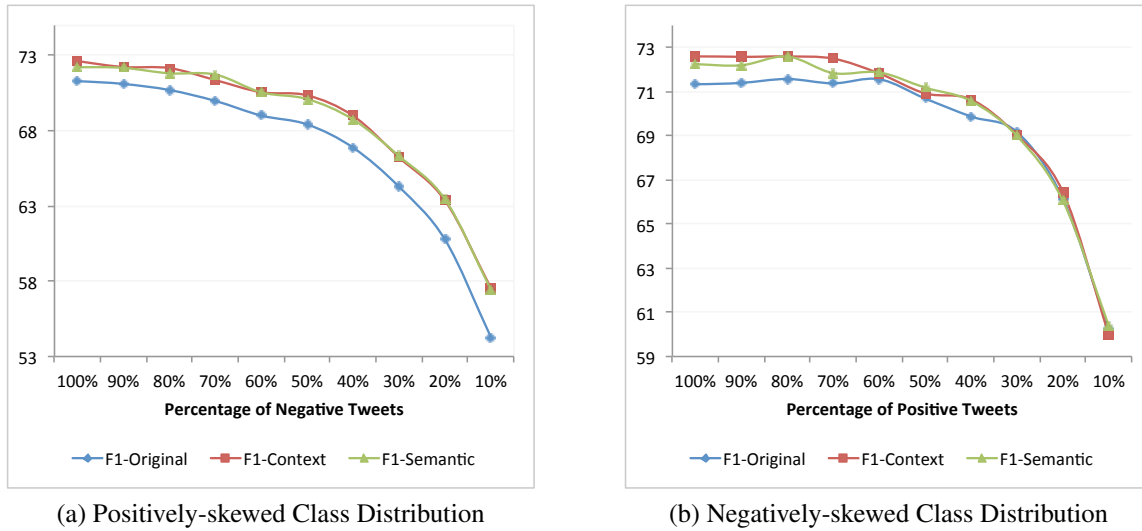 73
68
63
58
53
100% 90% 80% 70% 60% 50% 40% 30% 20% 10%
Percentage of Negative Tweets
F1-Original F1-Context F1-Semantic
(a) Positively-skewed Class Distribution
73
71
69
67
65
63
61
59
100% 90% 80% 70% 60% 50% 40% 30% 20% 10%
Percentage of Positive Tweets
F1-Original F1-Context F1-Semantic
(b) Negatively-skewed Class Distribution